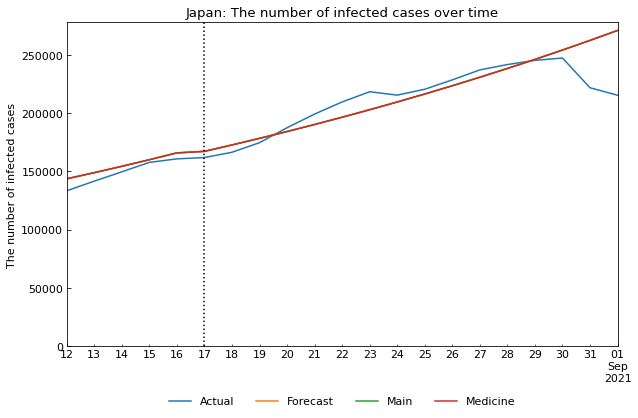 Japan: The number of infected cases over time
The number of infected cases
250000
200000
150000
100000
50000
0
12 13 14 15 16 17 18 19 20 21 22 23 24 25 26 27 28 29 30 31 01
Sep
2021
Actual Forecast Main Medicine